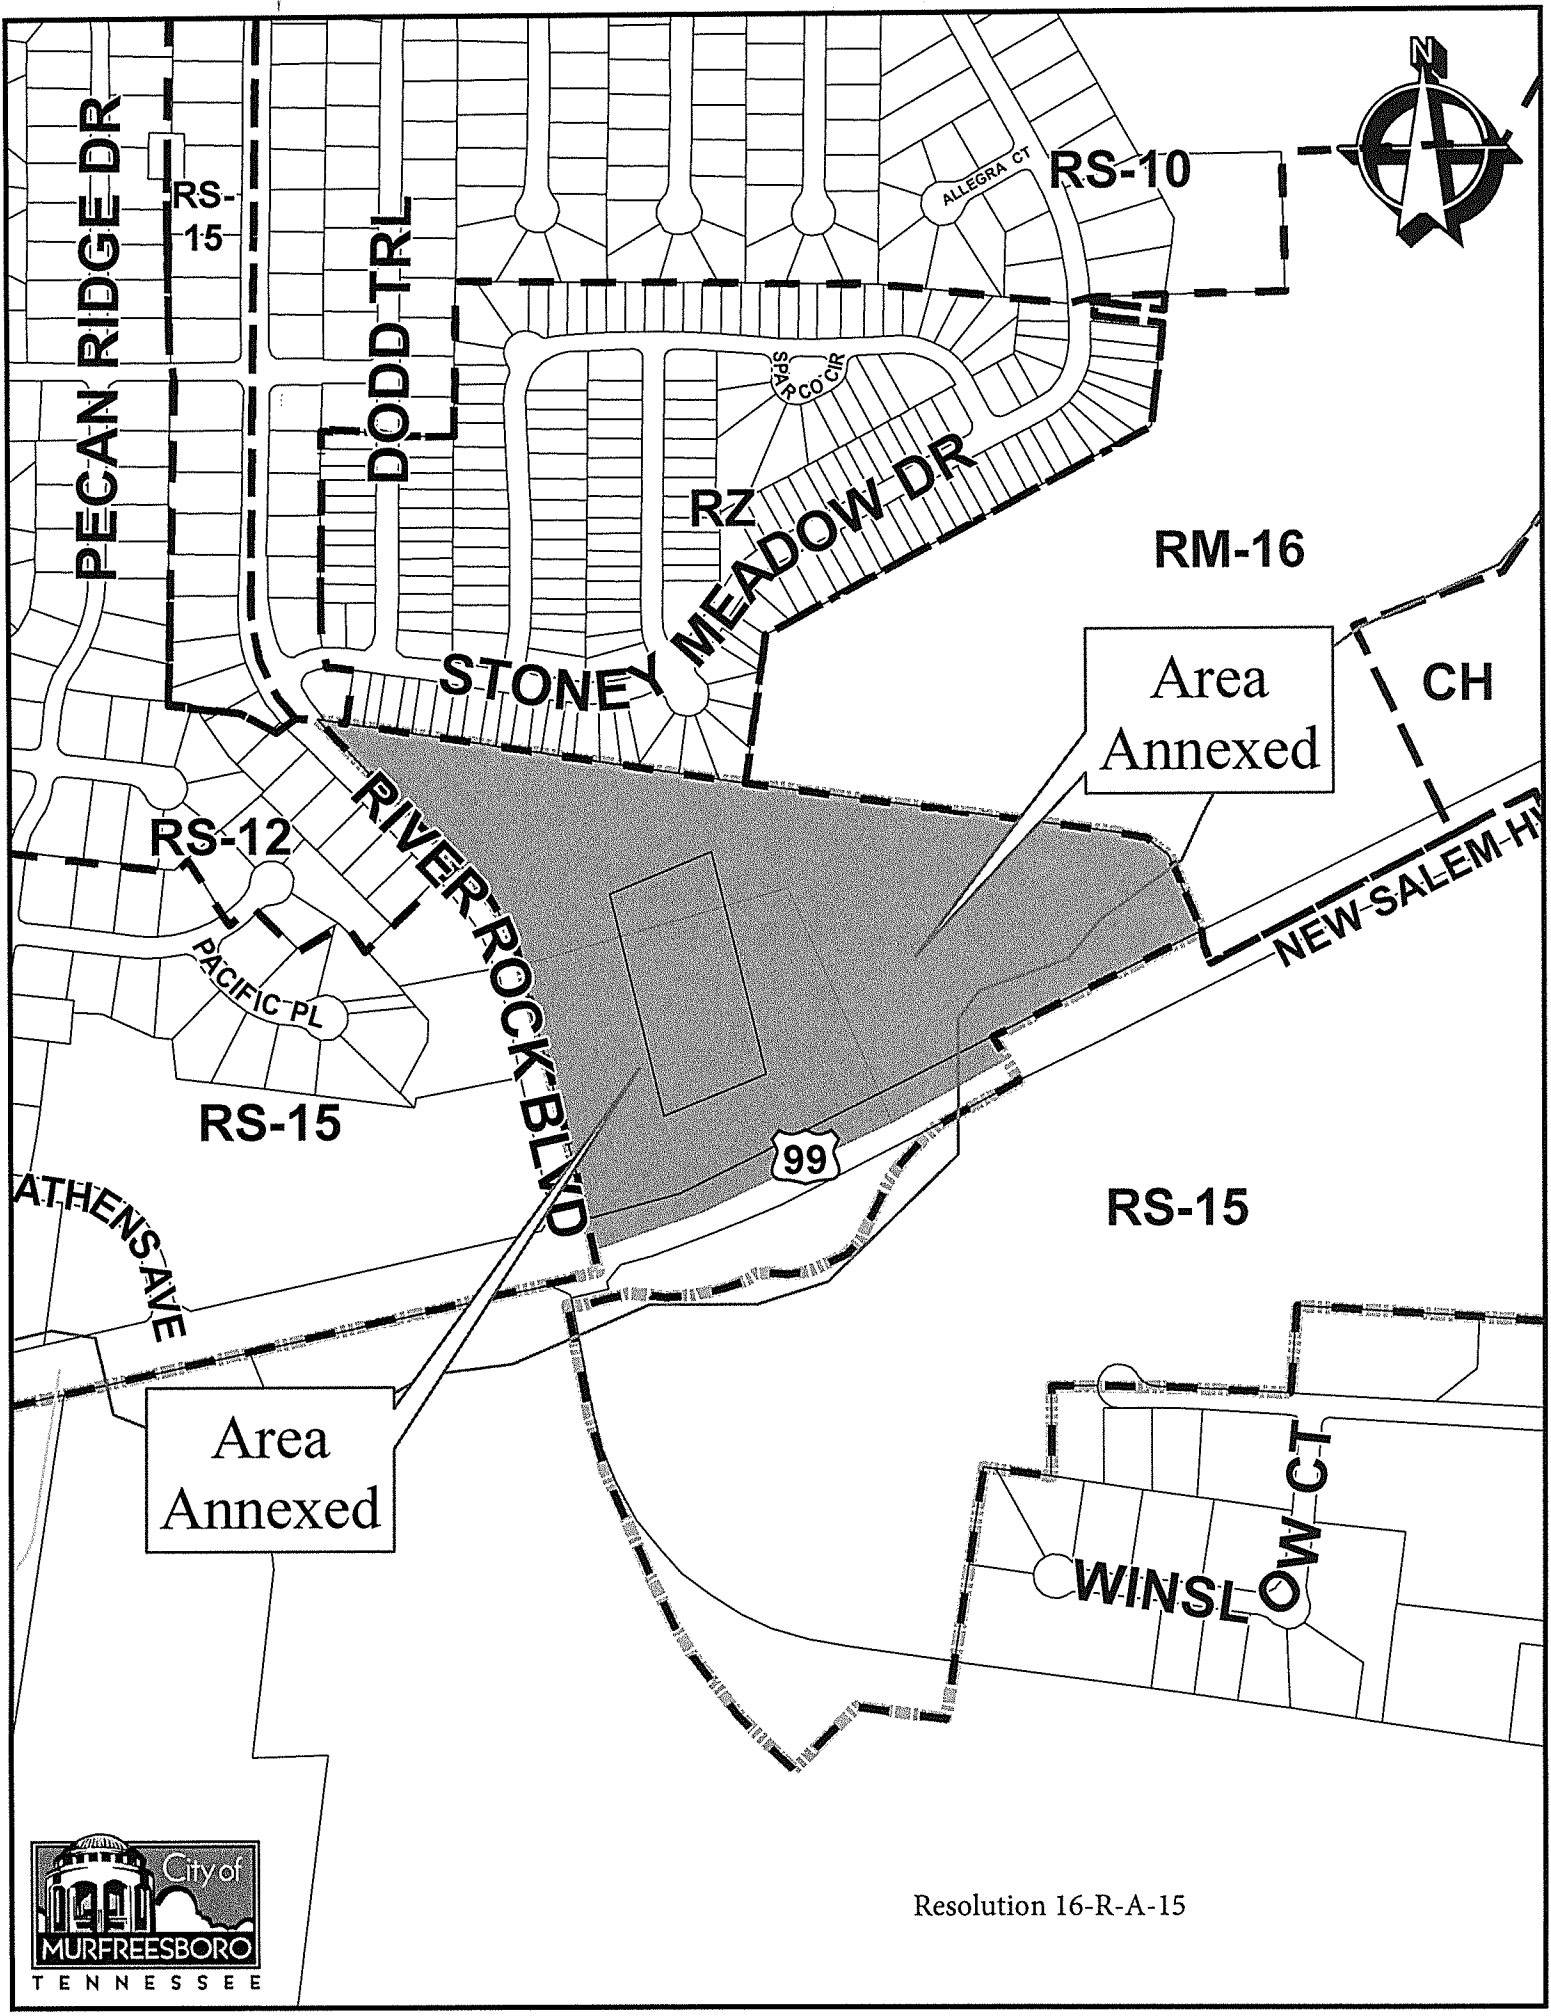 N
PECAN RIDGE DR
RS-
15
DODD TRL
ALLEGRA CT
RS-10
SPARCO CIR
RZ
STONEY MEADOW DR
RM-16
Area
Annexed
CH
RIVER ROCK BLVD
RS-12
NEW SALEM HW
PACIFIC PL
RS-15
99
RS-15
ATHENS AVE
Area
Annexed
WINSLOW CT
Resolution 16-R-A-15
City of
MURFREESBORO
TENNESSEE